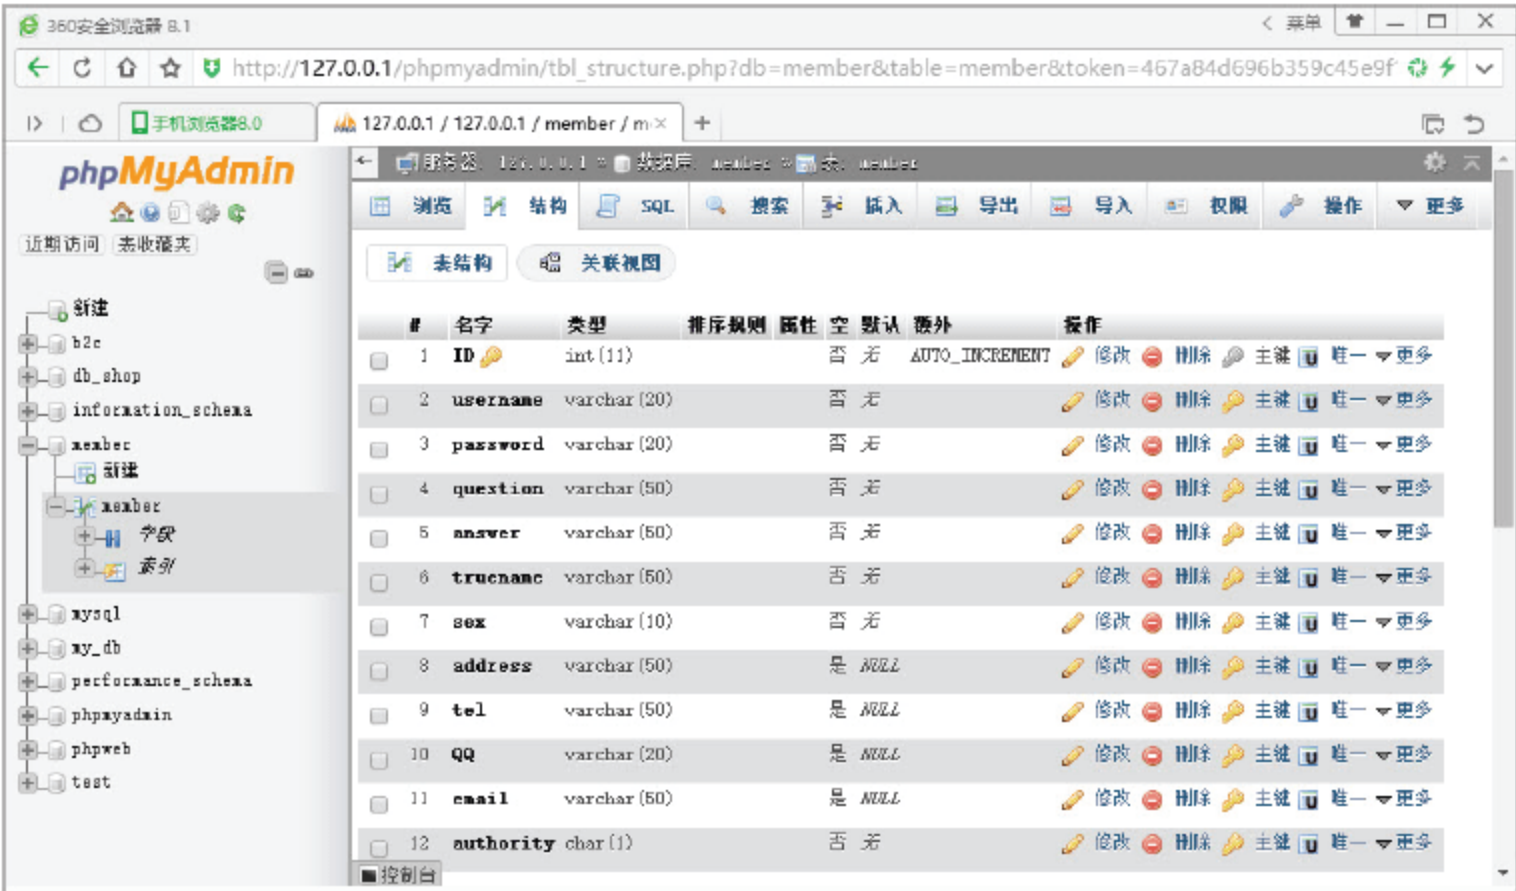 360安全浏览器 8.1
菜单
http://127.0.0.1/phpmyadmin/tbl_structure.php?db=member&table=member&token=467a84d696b359c45e9f
手机浏览器8.0
127.0.0.1 / 127.0.0.1 / member / m
phpMyAdmin
近期访问 表收藏夹
新建
b2c
db_shop
information_schema
member
新建
member
字段
索引
mysql
my_db
performance_schema
phpmyadmin
phpweb
test
服务器: 127.0.0.1 » 数据库: member » 表: member
浏览 结构 SQL 搜索 插入 导出 导入 权限 操作 更多
表结构 关联视图
# 名字 类型 排序规则 属性 空 默认 额外 操作
1 ID int(11) 否 无 AUTO_INCREMENT 修改 删除 主键 唯一 更多
2 username varchar(20) 否 无 修改 删除 主键 唯一 更多
3 password varchar(20) 否 无 修改 删除 主键 唯一 更多
4 question varchar(50) 否 无 修改 删除 主键 唯一 更多
5 answer varchar(50) 否 无 修改 删除 主键 唯一 更多
6 truename varchar(50) 否 无 修改 删除 主键 唯一 更多
7 sex varchar(10) 否 无 修改 删除 主键 唯一 更多
8 address varchar(50) 是 NULL 修改 删除 主键 唯一 更多
9 tel varchar(50) 是 NULL 修改 删除 主键 唯一 更多
10 QQ varchar(20) 是 NULL 修改 删除 主键 唯一 更多
11 email varchar(50) 是 NULL 修改 删除 主键 唯一 更多
12 authority char(1) 否 无 修改 删除 主键 唯一 更多
控制台